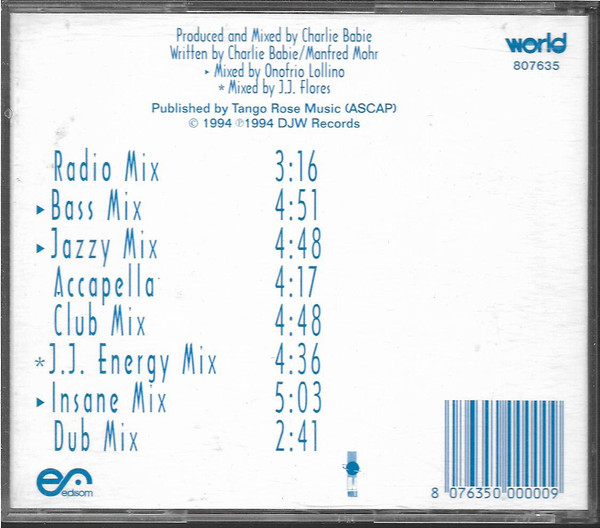 Produced and Mixed by Charlie Babie
Written by Charlie Babie/Manfred Mohr
▸ Mixed by Onofrio Lollino
* Mixed by J.J. Flores
Published by Tango Rose Music (ASCAP)
© 1994 ℗1994 DJW Records
world
807635
Radio Mix 3:16
▸ Bass Mix 4:51
▸ Jazzy Mix 4:48
Accapella 4:17
Club Mix 4:48
*J.J. Energy Mix 4:36
▸ Insane Mix 5:03
Dub Mix 2:41
edisom
8 076350 000009